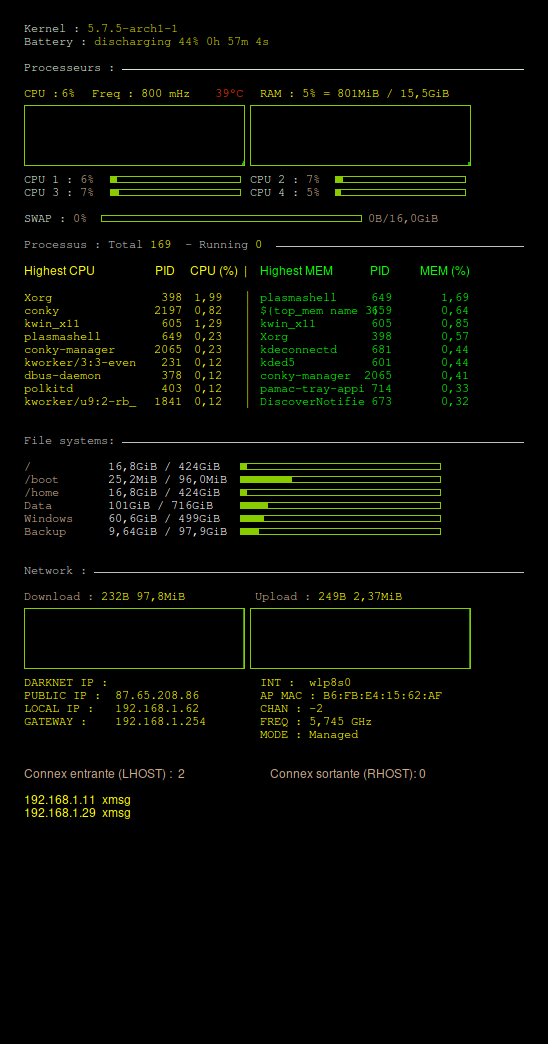 Kernel : 5.7.5-arch1-1
Battery : discharging 44% 0h 57m 4s
Processeurs :
CPU :6% Freq : 800 mHz 39°C RAM : 5% = 801MiB / 15,5GiB
CPU 1 : 6% CPU 2 : 7%
CPU 3 : 7% CPU 4 : 5%
SWAP : 0% 0B/16,0GiB
Processus : Total 169 - Running 0
Highest CPU PID CPU (%) | Highest MEM PID MEM (%)
Xorg 398 1,99 plasmashell 649 1,69
conky 2197 0,82 ${top_mem name 3659 0,64
kwin_x11 605 1,29 kwin_x11 605 0,85
plasmashell 649 0,23 Xorg 398 0,57
conky-manager 2065 0,23 kdeconnectd 681 0,44
kworker/3:3-even 231 0,12 kded5 601 0,44
dbus-daemon 378 0,12 conky-manager 2065 0,41
polkitd 403 0,12 pamac-tray-appi 714 0,33
kworker/u9:2-rb_ 1841 0,12 DiscoverNotifie 673 0,32
File systems:
/ 16,8GiB / 424GiB
/boot 25,2MiB / 96,0MiB
/home 16,8GiB / 424GiB
Data 101GiB / 716GiB
Windows 60,6GiB / 499GiB
Backup 9,64GiB / 97,9GiB
Network :
Download : 232B 97,8MiB Upload : 249B 2,37MiB
DARKNET IP : INT : wlp8s0
PUBLIC IP : 87.65.208.86 AP MAC : B6:FB:E4:15:62:AF
LOCAL IP : 192.168.1.62 CHAN : -2
GATEWAY : 192.168.1.254 FREQ : 5,745 GHz
MODE : Managed
Connex entrante (LHOST) : 2 Connex sortante (RHOST): 0
192.168.1.11 xmsg
192.168.1.29 xmsg